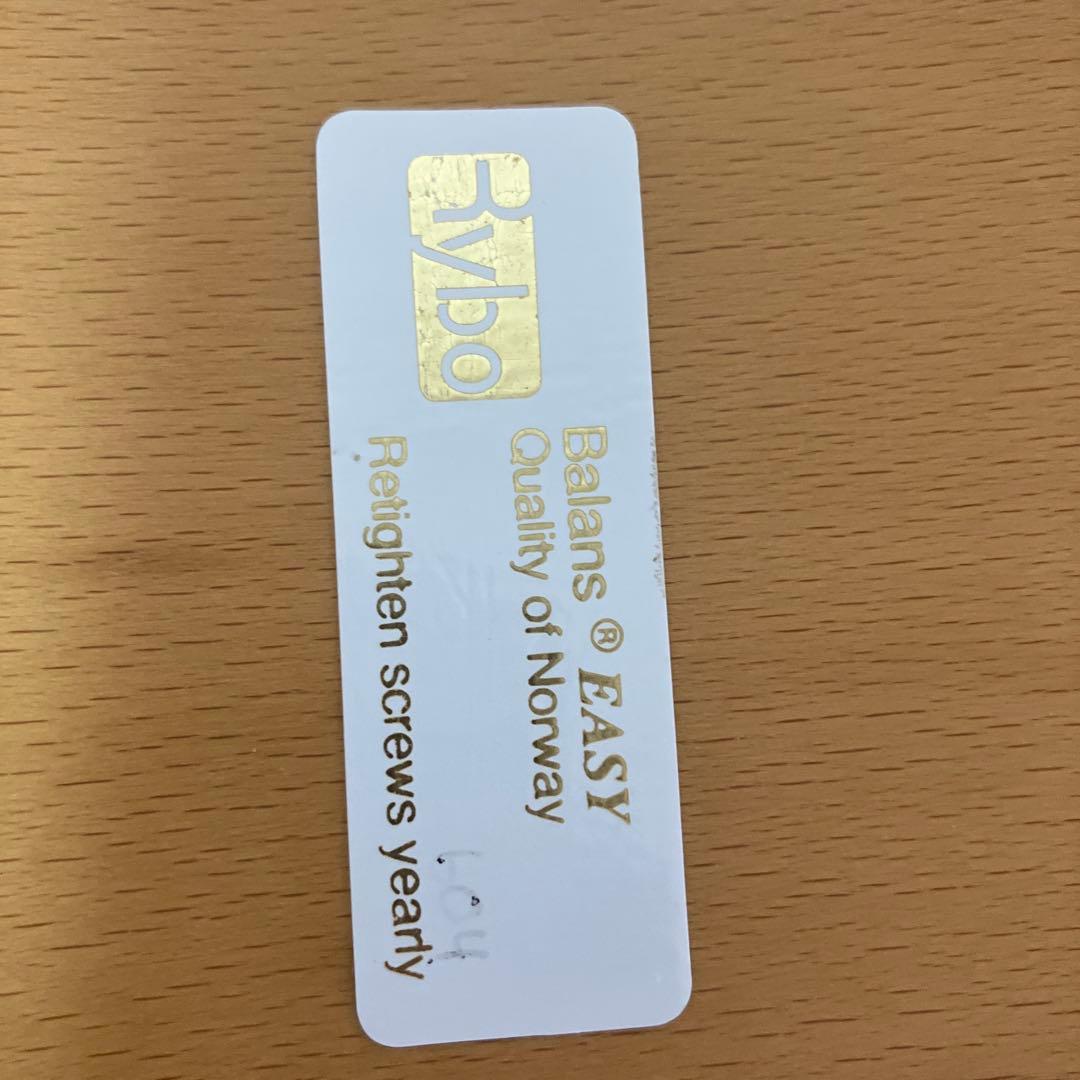 Rybo
Balans ® EASY
Quality of Norway
Retighten screws yearly